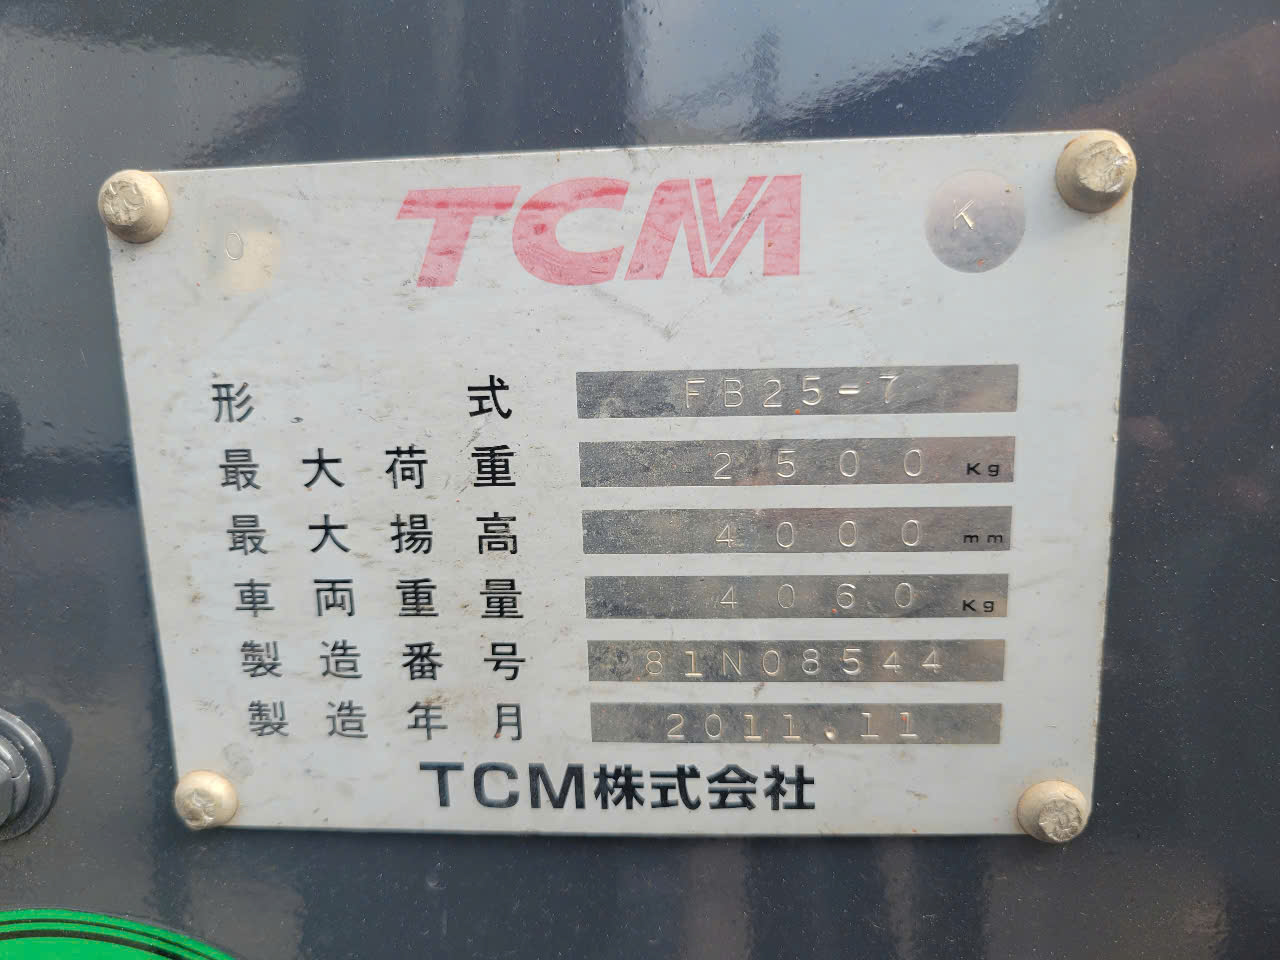 O TCM K
形式 FB25-7
最大荷重 2500 Kg
最大揚高 4000 mm
車両重量 4060 Kg
製造番号 81N08544
製造年月 2011.11
TCM株式会社